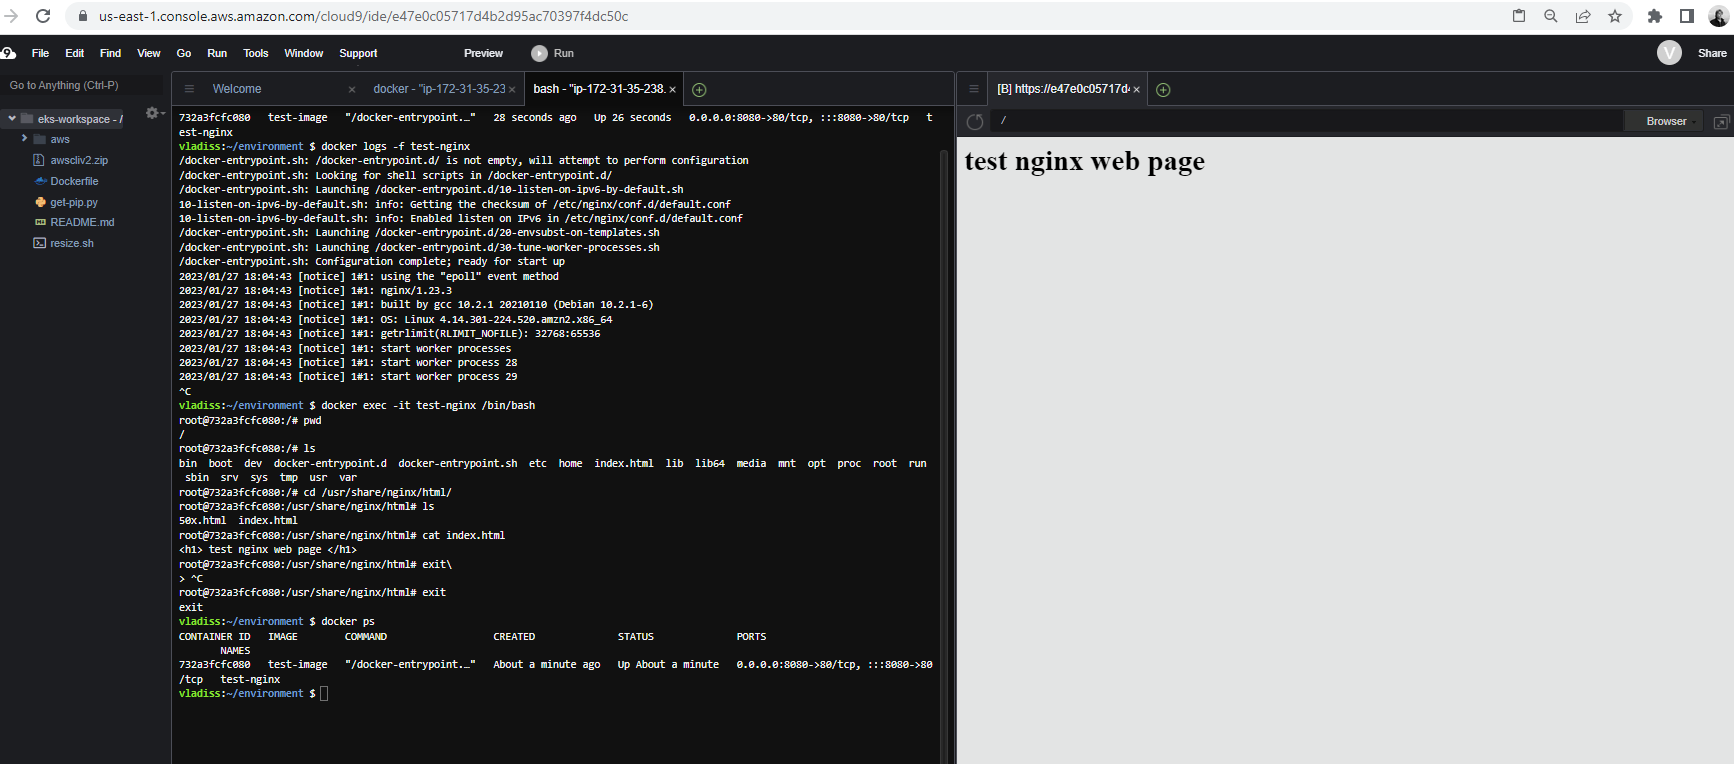 us-east-1.console.aws.amazon.com/cloud9/ide/e47e0c05717d4b2d95ac70397f4dc50c
9 File Edit Find View Go Run Tools Window Support Preview Run V Share
Go to Anything (Ctrl-P)
Welcome docker - "ip-172-31-35-23 bash - "ip-172-31-35-238. [B] https://e47e0c05717d4
eks-workspace - /
aws
awscliv2.zip
Dockerfile
get-pip.py
README.md
resize.sh
732a3fcfc080 test-image "/docker-entrypoint.…" 28 seconds ago Up 26 seconds 0.0.0.0:8080->80/tcp, :::8080->80/tcp t
est-nginx
vladiss:~/environment $ docker logs -f test-nginx
/docker-entrypoint.sh: /docker-entrypoint.d/ is not empty, will attempt to perform configuration
/docker-entrypoint.sh: Looking for shell scripts in /docker-entrypoint.d/
/docker-entrypoint.sh: Launching /docker-entrypoint.d/10-listen-on-ipv6-by-default.sh
10-listen-on-ipv6-by-default.sh: info: Getting the checksum of /etc/nginx/conf.d/default.conf
10-listen-on-ipv6-by-default.sh: info: Enabled listen on IPv6 in /etc/nginx/conf.d/default.conf
/docker-entrypoint.sh: Launching /docker-entrypoint.d/20-envsubst-on-templates.sh
/docker-entrypoint.sh: Launching /docker-entrypoint.d/30-tune-worker-processes.sh
/docker-entrypoint.sh: Configuration complete; ready for start up
2023/01/27 18:04:43 [notice] 1#1: using the "epoll" event method
2023/01/27 18:04:43 [notice] 1#1: nginx/1.23.3
2023/01/27 18:04:43 [notice] 1#1: built by gcc 10.2.1 20210110 (Debian 10.2.1-6)
2023/01/27 18:04:43 [notice] 1#1: OS: Linux 4.14.301-224.520.amzn2.x86_64
2023/01/27 18:04:43 [notice] 1#1: getrlimit(RLIMIT_NOFILE): 32768:65536
2023/01/27 18:04:43 [notice] 1#1: start worker processes
2023/01/27 18:04:43 [notice] 1#1: start worker process 28
2023/01/27 18:04:43 [notice] 1#1: start worker process 29
^C
vladiss:~/environment $ docker exec -it test-nginx /bin/bash
root@732a3fcfc080:/# pwd
/
root@732a3fcfc080:/# ls
bin boot dev docker-entrypoint.d docker-entrypoint.sh etc home index.html lib lib64 media mnt opt proc root run
sbin srv sys tmp usr var
root@732a3fcfc080:/# cd /usr/share/nginx/html/
root@732a3fcfc080:/usr/share/nginx/html# ls
50x.html index.html
root@732a3fcfc080:/usr/share/nginx/html# cat index.html
<h1> test nginx web page </h1>
root@732a3fcfc080:/usr/share/nginx/html# exit\
> ^C
root@732a3fcfc080:/usr/share/nginx/html# exit
exit
vladiss:~/environment $ docker ps
CONTAINER ID IMAGE COMMAND CREATED STATUS PORTS
NAMES
732a3fcfc080 test-image "/docker-entrypoint.…" About a minute ago Up About a minute 0.0.0.0:8080->80/tcp, :::8080->80
/tcp test-nginx
vladiss:~/environment $
/ Browser
test nginx web page